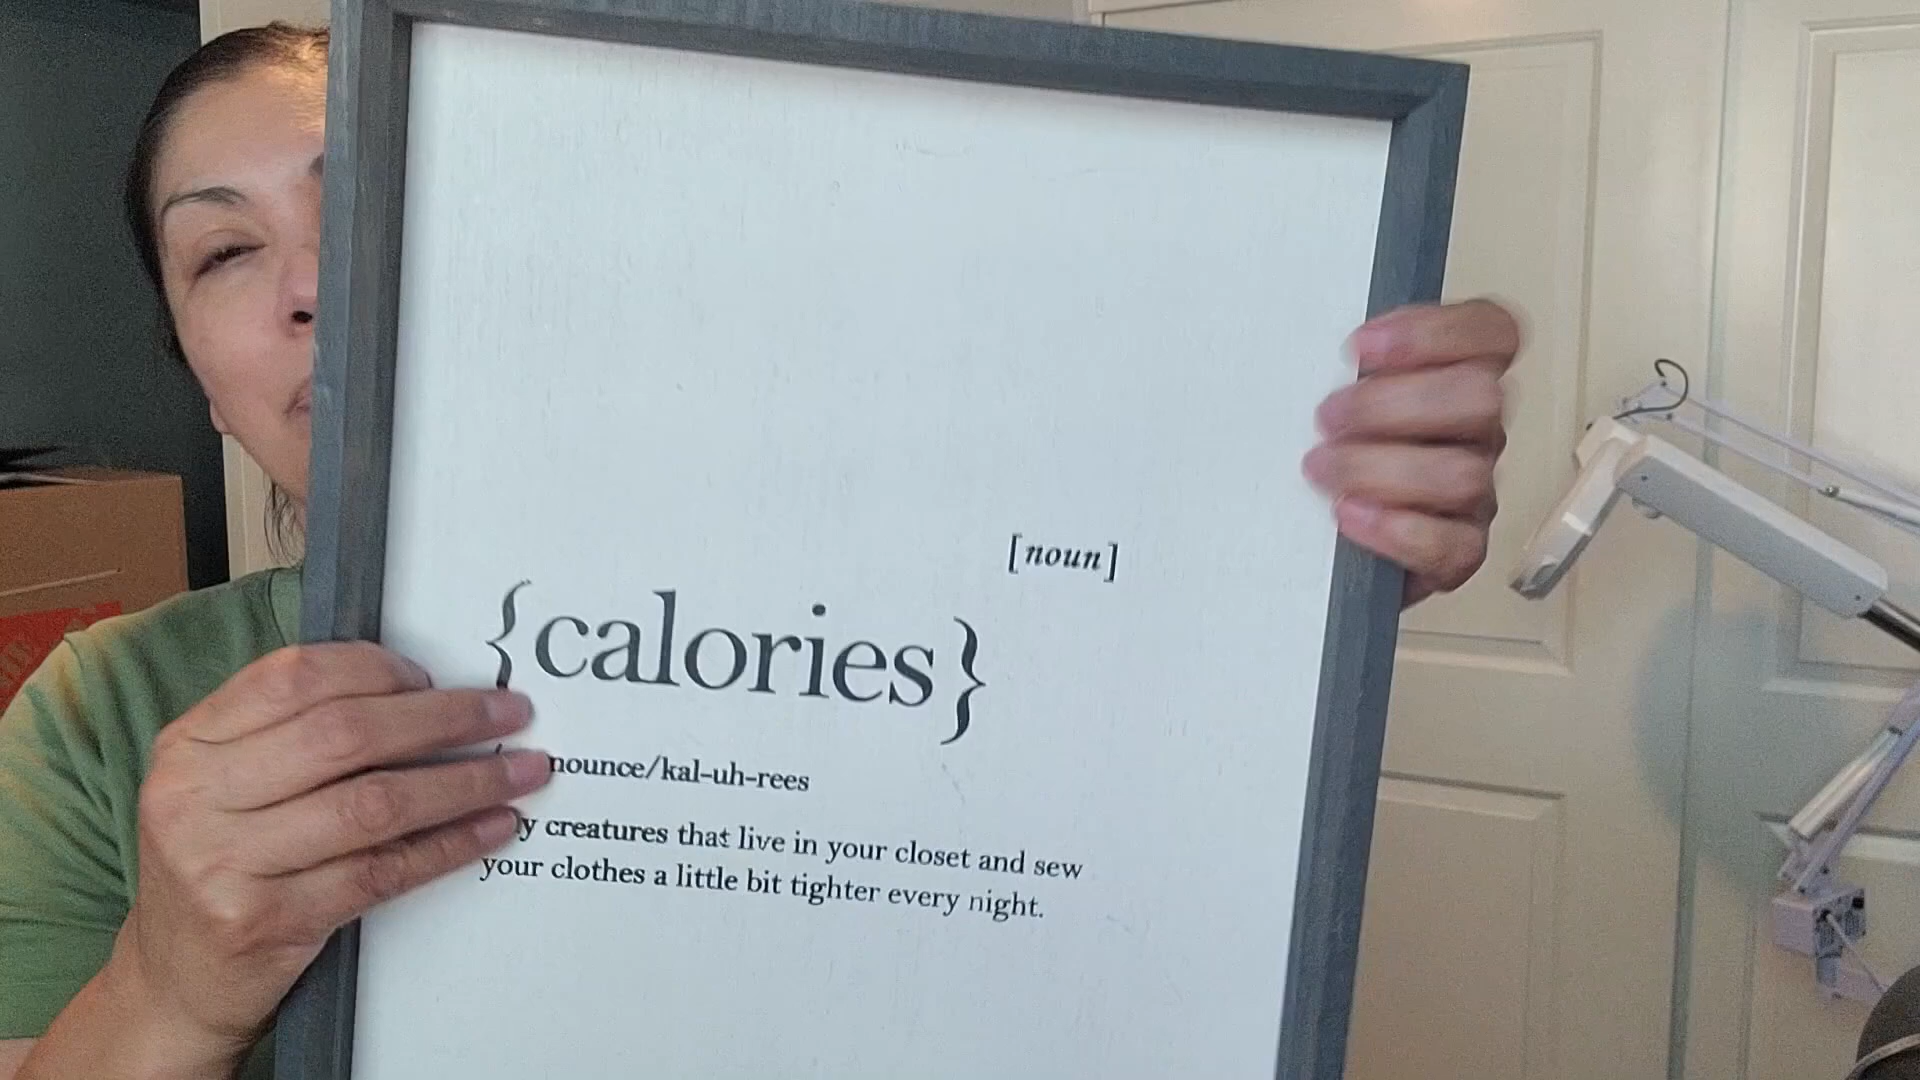 [noun]
{calories}
nounce/kal-uh-rees
y creatures that live in your closet and sew
your clothes a little bit tighter every night.